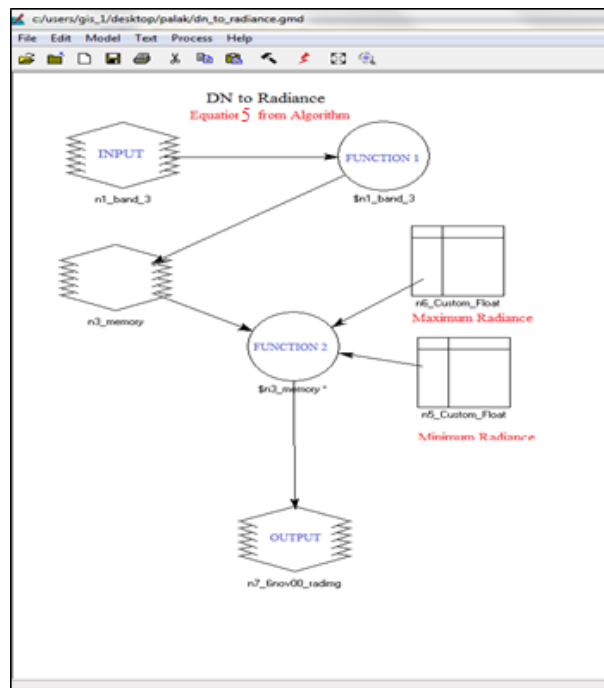 c:/users/gis_1/desktop/palak/dn_to_radiance.gmd
File Edit Model Text Process Help
DN to Radiance
Equation 5 from Algorithm
INPUT
FUNCTION 1
n1_band_3
$n1_band_3
n3_memory
n6_Custom_Float
Maximum Radiance
FUNCTION 2
$n3_memory *
n5_Custom_Float
Minimum Radiance
OUTPUT
n7_6nov00_radimg